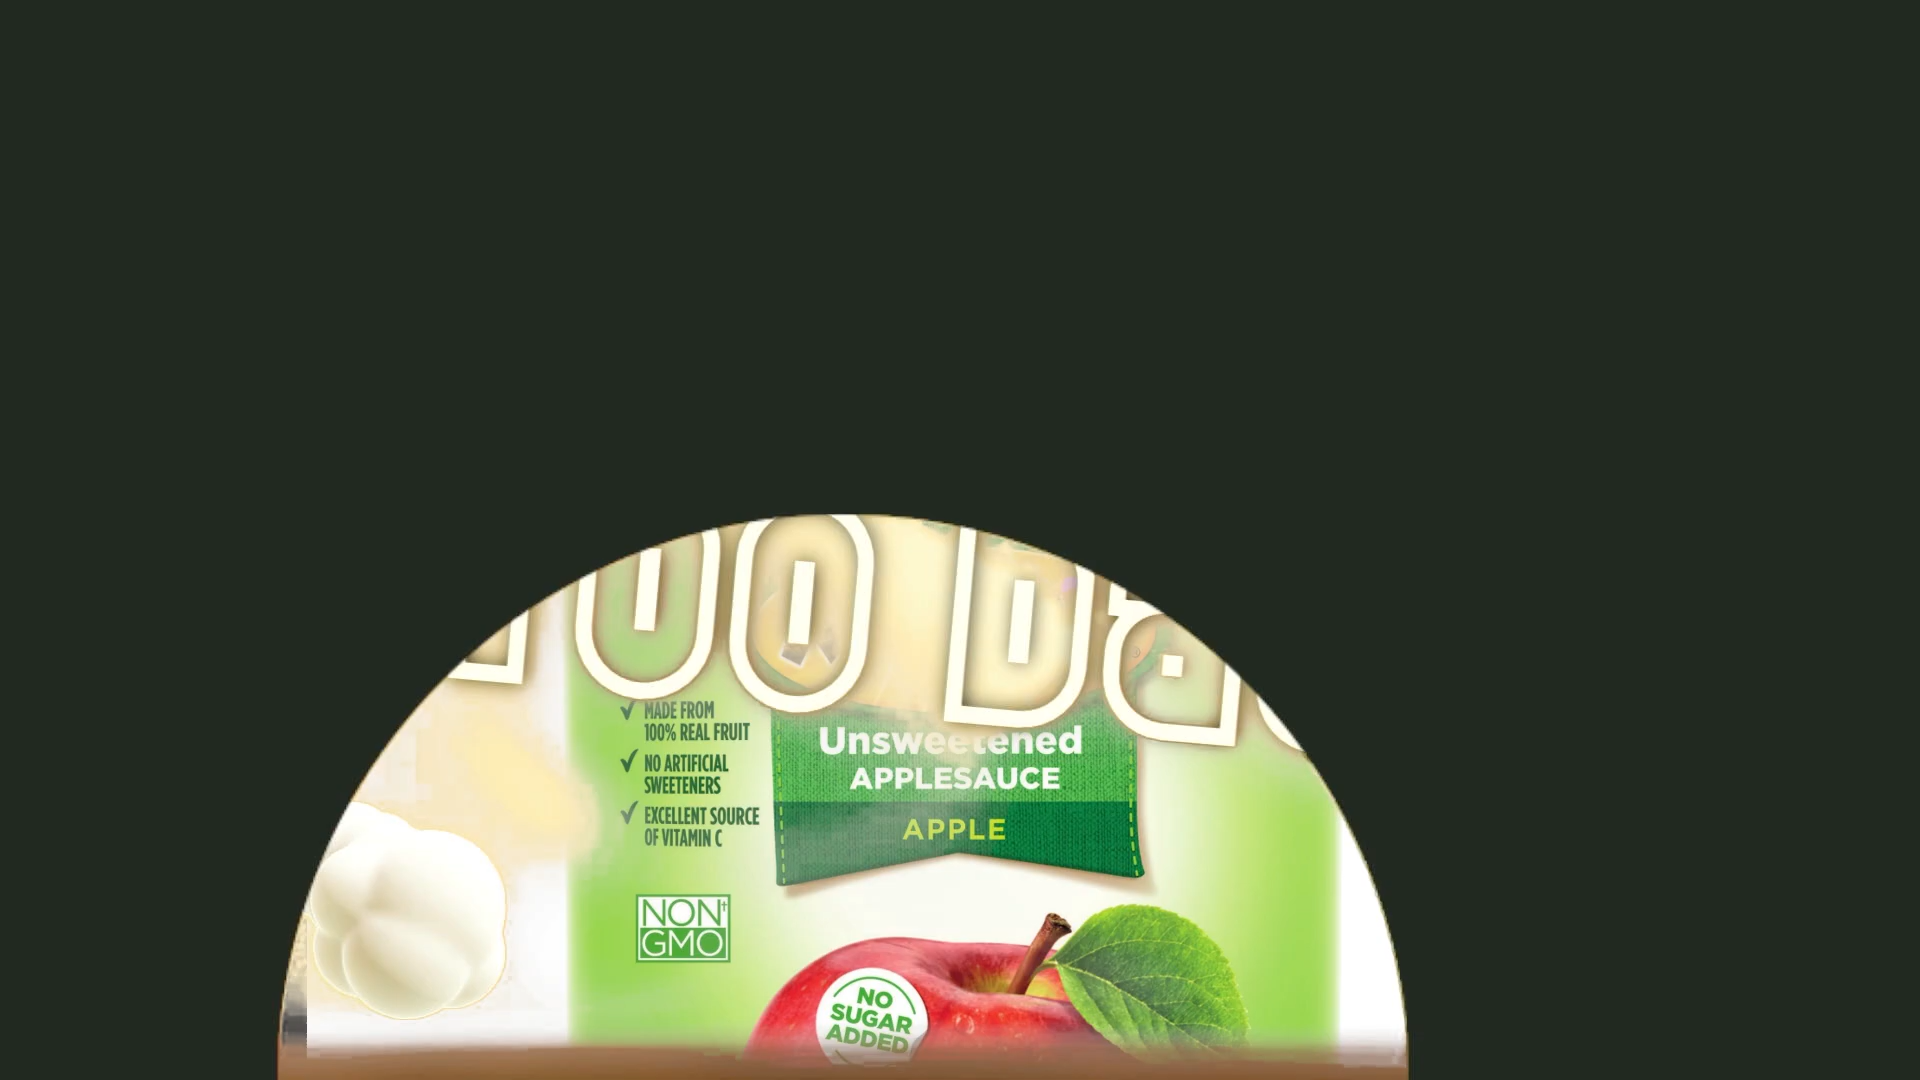 MADE FROM
100% REAL FRUIT
NO ARTIFICIAL
SWEETENERS
EXCELLENT SOURCE
OF VITAMIN C
Unsweetened
APPLESAUCE
APPLE
NON†
GMO
NO
SUGAR
ADDED